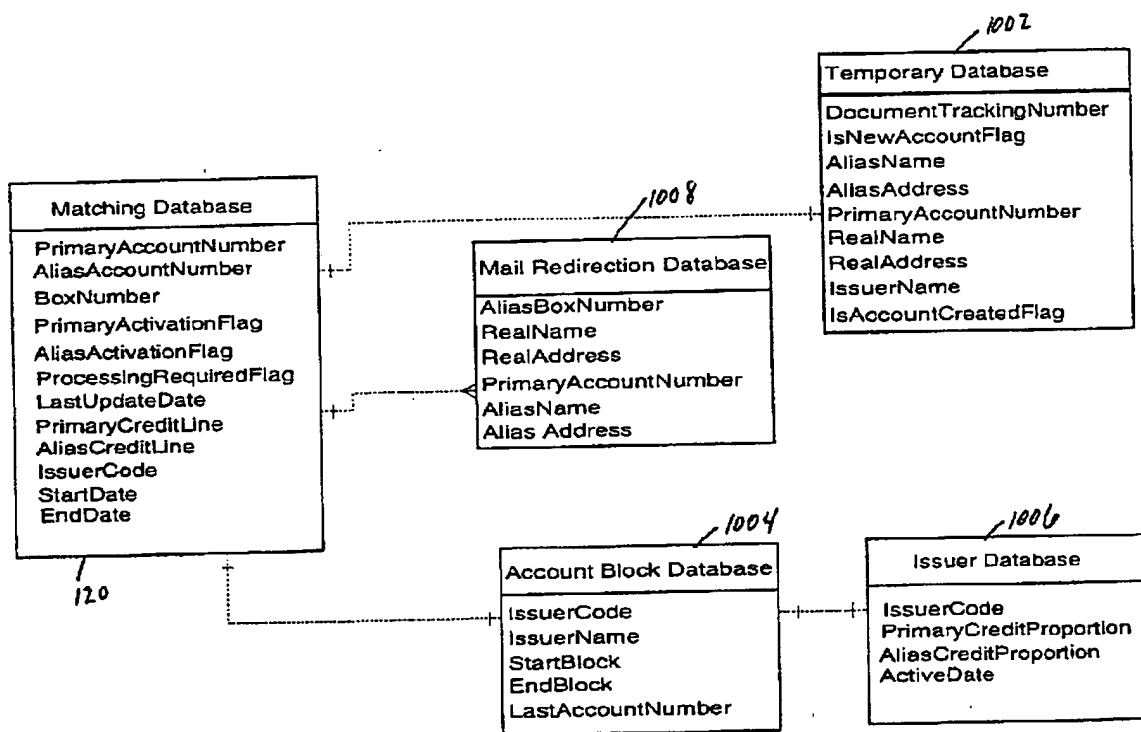 1002
Temporary Database
DocumentTrackingNumber
IsNewAccountFlag
AliasName
AliasAddress
PrimaryAccountNumber
RealName
RealAddress
IssuerName
IsAccountCreatedFlag
Matching Database
PrimaryAccountNumber
AliasAccountNumber
BoxNumber
PrimaryActivationFlag
AliasActivationFlag
ProcessingRequiredFlag
LastUpdateDate
PrimaryCreditLine
AliasCreditLine
IssuerCode
StartDate
EndDate
120
1008
Mail Redirection Database
AliasBoxNumber
RealName
RealAddress
PrimaryAccountNumber
AliasName
Alias Address
1004
Account Block Database
IssuerCode
IssuerName
StartBlock
EndBlock
LastAccountNumber
1006
Issuer Database
IssuerCode
PrimaryCreditProportion
AliasCreditProportion
ActiveDate